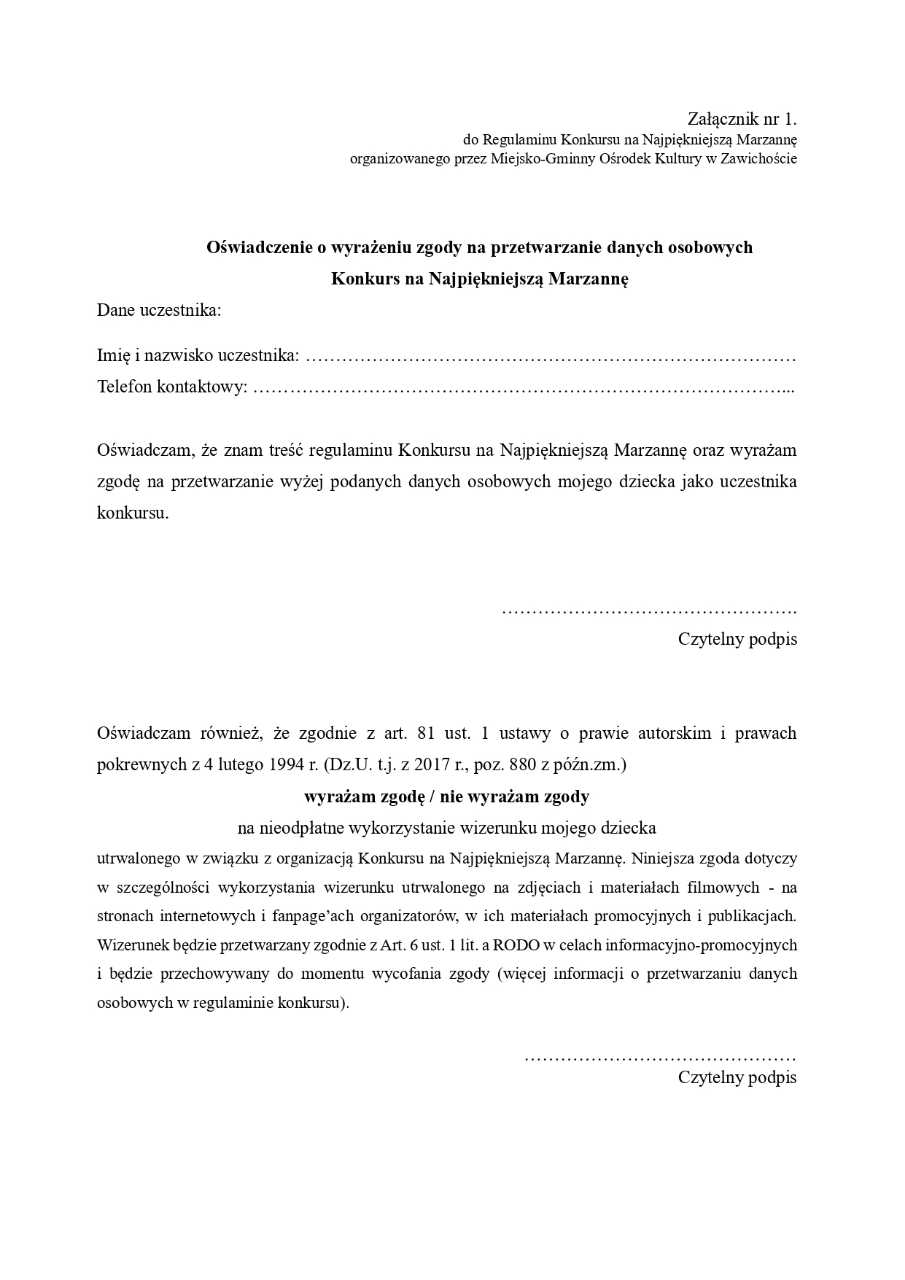 Załącznik nr 1.
do Regulaminu Konkursu na Najpiękniejszą Marzannę
organizowanego przez Miejsko-Gminny Ośrodek Kultury w Zawichoście
Oświadczenie o wyrażeniu zgody na przetwarzanie danych osobowych
Konkurs na Najpiękniejszą Marzannę
Dane uczestnika:
Imię i nazwisko uczestnika: ………………………………………………………………………
Telefon kontaktowy: ……………………………………………………………………………...
Oświadczam, że znam treść regulaminu Konkursu na Najpiękniejszą Marzannę oraz wyrażam
zgodę na przetwarzanie wyżej podanych danych osobowych mojego dziecka jako uczestnika
konkursu.
………………………………………….
Czytelny podpis
Oświadczam również, że zgodnie z art. 81 ust. 1 ustawy o prawie autorskim i prawach
pokrewnych z 4 lutego 1994 r. (Dz.U. t.j. z 2017 r., poz. 880 z późn.zm.)
wyrażam zgodę / nie wyrażam zgody
na nieodpłatne wykorzystanie wizerunku mojego dziecka
utrwalonego w związku z organizacją Konkursu na Najpiękniejszą Marzannę. Niniejsza zgoda dotyczy
w szczególności wykorzystania wizerunku utrwalonego na zdjęciach i materiałach filmowych - na
stronach internetowych i fanpage’ach organizatorów, w ich materiałach promocyjnych i publikacjach.
Wizerunek będzie przetwarzany zgodnie z Art. 6 ust. 1 lit. a RODO w celach informacyjno-promocyjnych
i będzie przechowywany do momentu wycofania zgody (więcej informacji o przetwarzaniu danych
osobowych w regulaminie konkursu).
………………………………………
Czytelny podpis